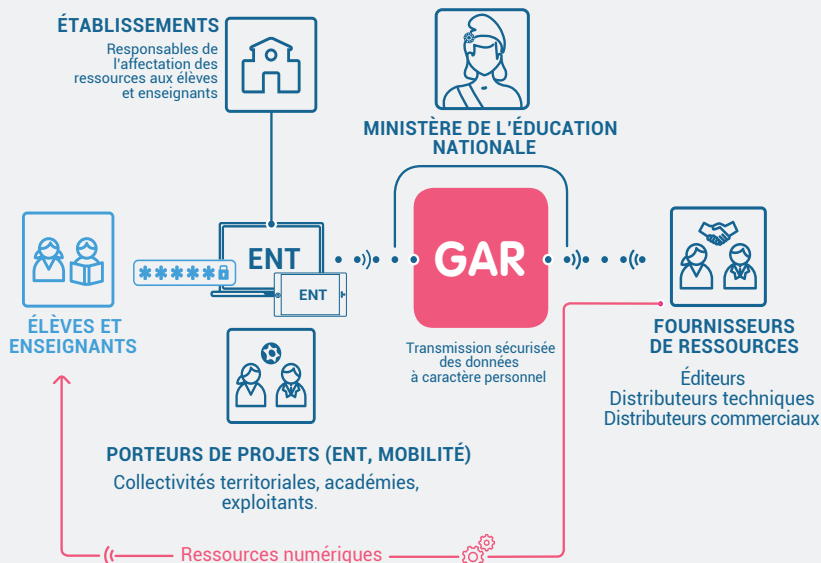 ÉTABLISSEMENTS
Responsables de
l'affectation des
ressources aux élèves
et enseignants
MINISTÈRE DE L'ÉDUCATION
NATIONALE
*****
ENT
ENT
GAR
ÉLÈVES ET
ENSEIGNANTS
Transmission sécurisée
des données
à caractère personnel
FOURNISSEURS
DE RESSOURCES
Éditeurs
Distributeurs techniques
Distributeurs commerciaux
PORTEURS DE PROJETS (ENT, MOBILITÉ)
Collectivités territoriales, académies,
exploitants.
Ressources numériques